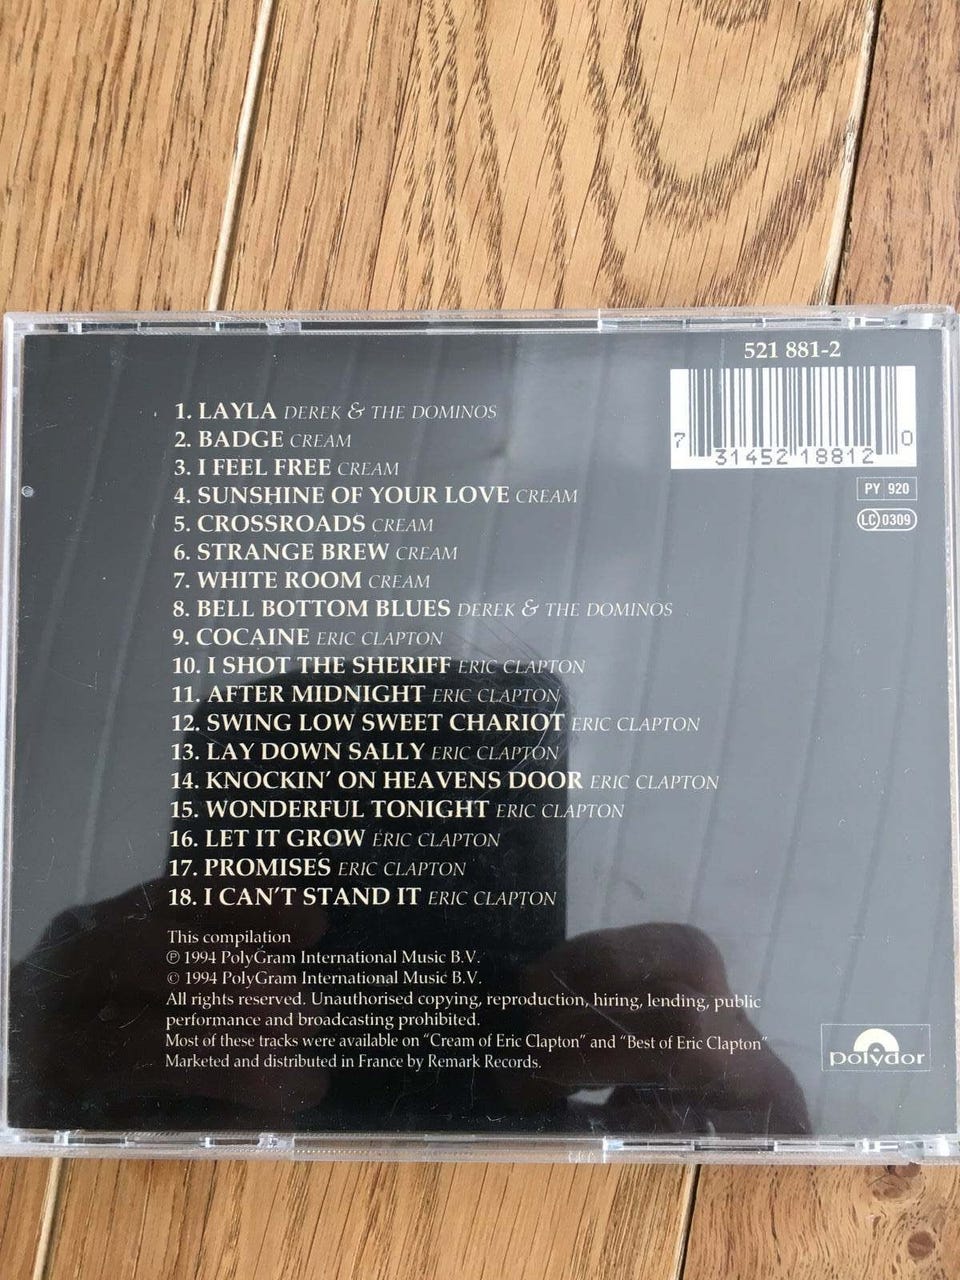 521 881-2
7 31452 18812 0
PY 920
LC 0309
1. LAYLA DEREK & THE DOMINOS
2. BADGE CREAM
3. I FEEL FREE CREAM
4. SUNSHINE OF YOUR LOVE CREAM
5. CROSSROADS CREAM
6. STRANGE BREW CREAM
7. WHITE ROOM CREAM
8. BELL BOTTOM BLUES DEREK & THE DOMINOS
9. COCAINE ERIC CLAPTON
10. I SHOT THE SHERIFF ERIC CLAPTON
11. AFTER MIDNIGHT ERIC CLAPTON
12. SWING LOW SWEET CHARIOT ERIC CLAPTON
13. LAY DOWN SALLY ERIC CLAPTON
14. KNOCKIN' ON HEAVENS DOOR ERIC CLAPTON
15. WONDERFUL TONIGHT ERIC CLAPTON
16. LET IT GROW ERIC CLAPTON
17. PROMISES ERIC CLAPTON
18. I CAN'T STAND IT ERIC CLAPTON
This compilation
℗ 1994 PolyGram International Music B.V.
© 1994 PolyGram International Music B.V.
All rights reserved. Unauthorised copying, reproduction, hiring, lending, public
performance and broadcasting prohibited.
Most of these tracks were available on "Cream of Eric Clapton" and "Best of Eric Clapton"
Marketed and distributed in France by Remark Records.
polydor